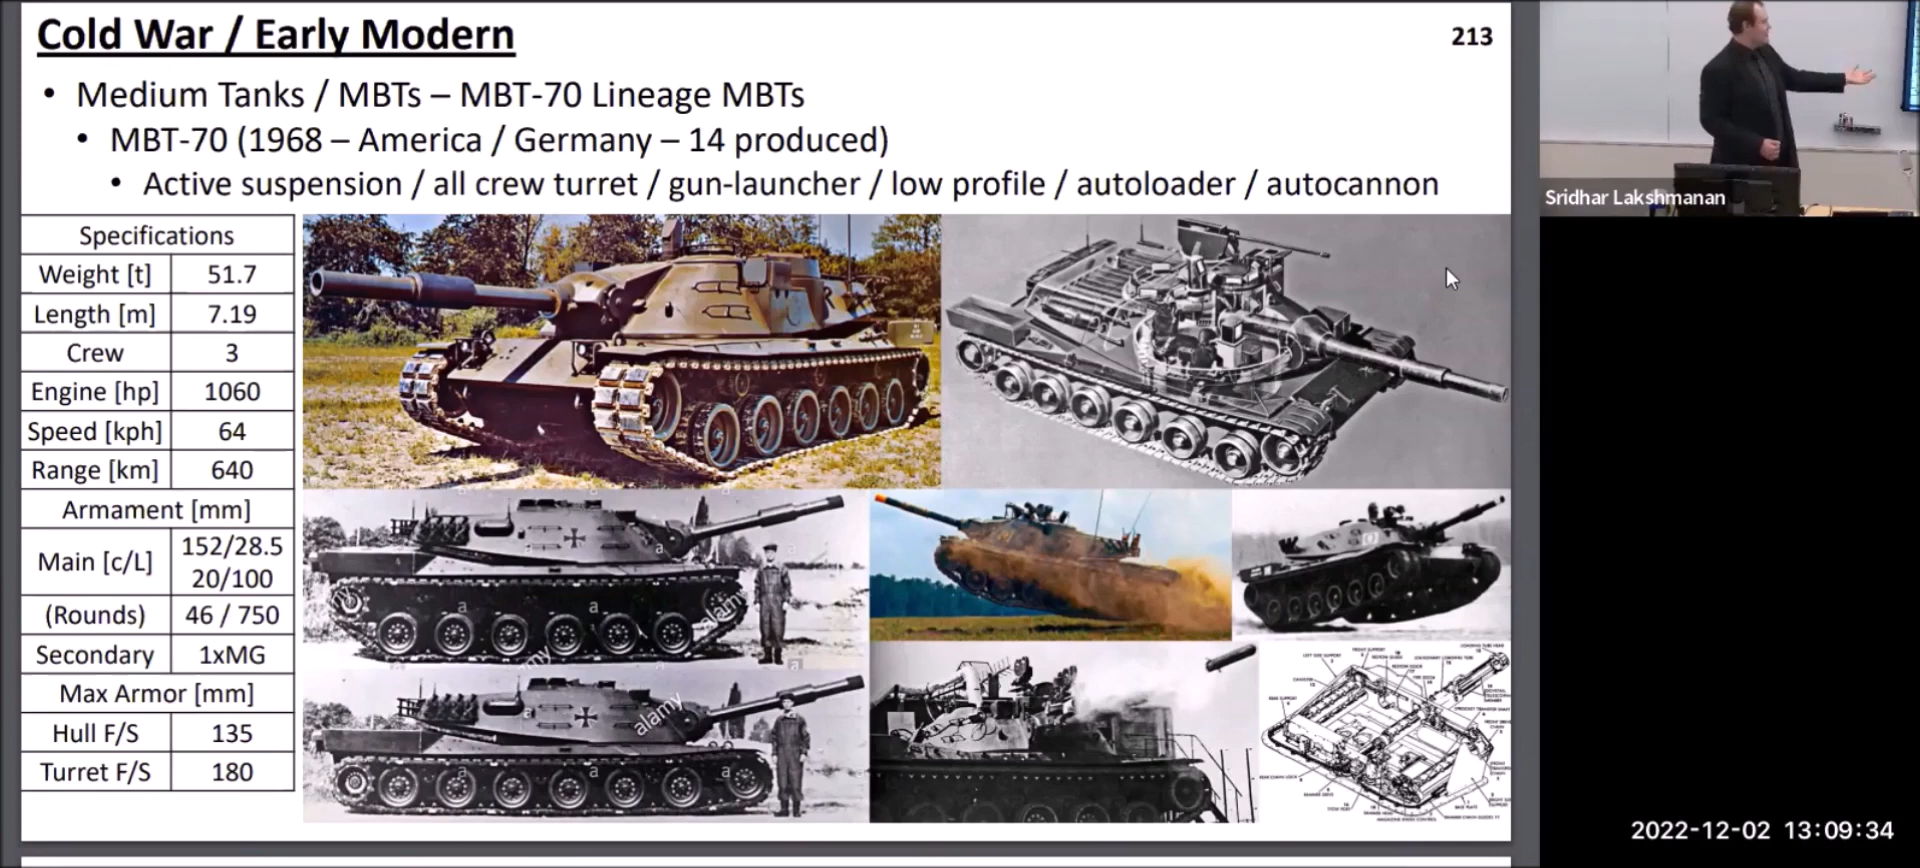 Cold War / Early Modern
213
• Medium Tanks / MBTs – MBT-70 Lineage MBTs
• MBT-70 (1968 – America / Germany – 14 produced)
• Active suspension / all crew turret / gun-launcher / low profile / autoloader / autocannon
Specifications
Weight [t] 51.7
Length [m] 7.19
Crew 3
Engine [hp] 1060
Speed [kph] 64
Range [km] 640
Armament [mm]
Main [c/L] 152/28.5
20/100
(Rounds) 46 / 750
Secondary 1xMG
Max Armor [mm]
Hull F/S 135
Turret F/S 180
alamy
alamy
Sridhar Lakshmanan
2022-12-02 13:09:34